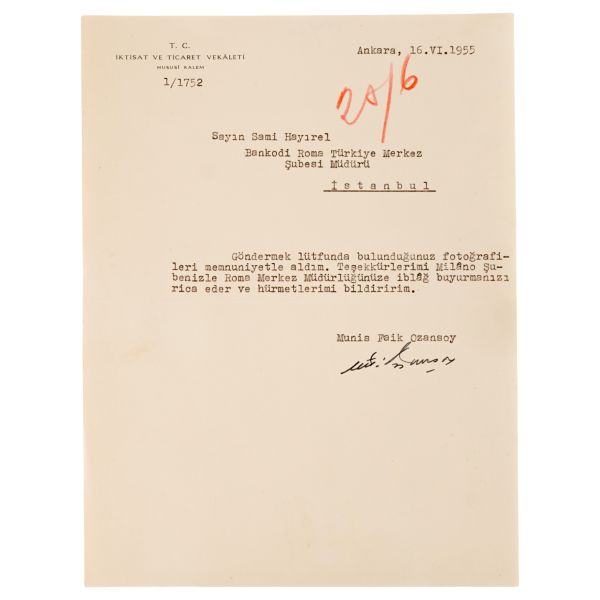 T. C.
İKTİSAT VE TİCARET VEKÂLETİ
HUSUSİ KALEM
1/1752
Ankara, 16.VI.1955
20/6
Sayın Sami Hayırel
Bankodi Roma Türkiye Merkez
Şubesi Müdürü
İstanbul
Göndermek lütfunda bulunduğunuz fotoğrafi-
leri memnuniyetle aldım. Teşekkürlerimi Milâno Şu-
benizle Roma Merkez Müdürlüğünüze iblâğ buyurmanızı
rica eder ve hürmetlerimi bildiririm.
Munis Faik Ozansoy